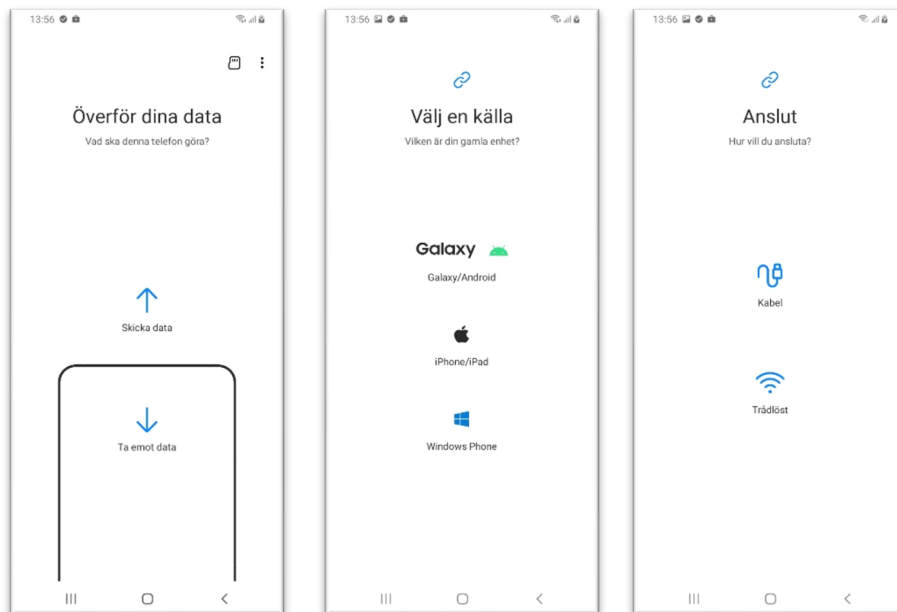 13:56
Överför dina data
Vad ska denna telefon göra?
Skicka data
Ta emot data
13:56
Välj en källa
Vilken är din gamla enhet?
Galaxy
Galaxy/Android
iPhone/iPad
Windows Phone
13:56
Anslut
Hur vill du ansluta?
Kabel
Trådlöst